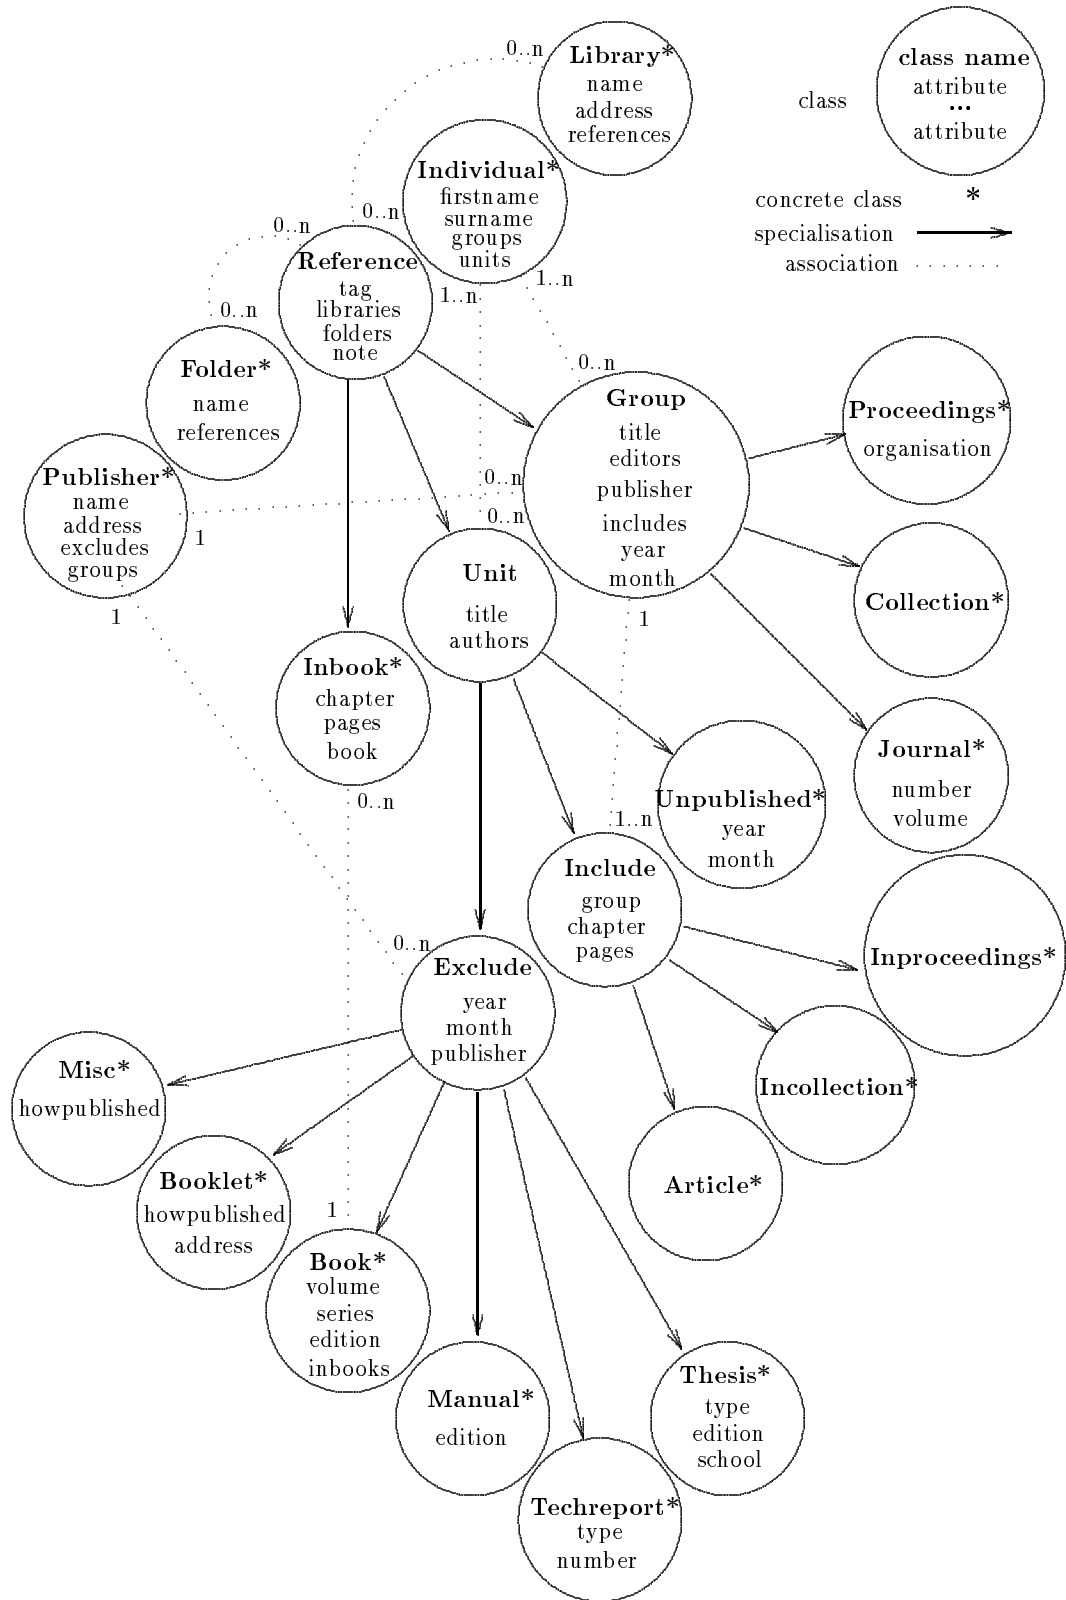 0..n
Library*
name
address
references
class
class name
attribute
...
attribute
concrete class *
specialisation
association
Individual*
firstname
surname
groups
units
0..n
0..n
Reference
tag
libraries
folders
note
1..n
1..n
0..n
Folder*
name
references
0..n
Group
title
editors
publisher
includes
year
month
Proceedings*
organisation
Publisher*
name
address
excludes
groups
1
0..n
0..n
1
Unit
title
authors
1
Collection*
Inbook*
chapter
pages
book
0..n
Unpublished*
year
month
Journal*
number
volume
1..n
Include
group
chapter
pages
Inproceedings*
0..n
Exclude
year
month
publisher
Incollection*
Misc*
howpublished
Article*
Booklet*
howpublished
address
1
Book*
volume
series
edition
inbooks
Manual*
edition
Thesis*
type
edition
school
Techreport*
type
number